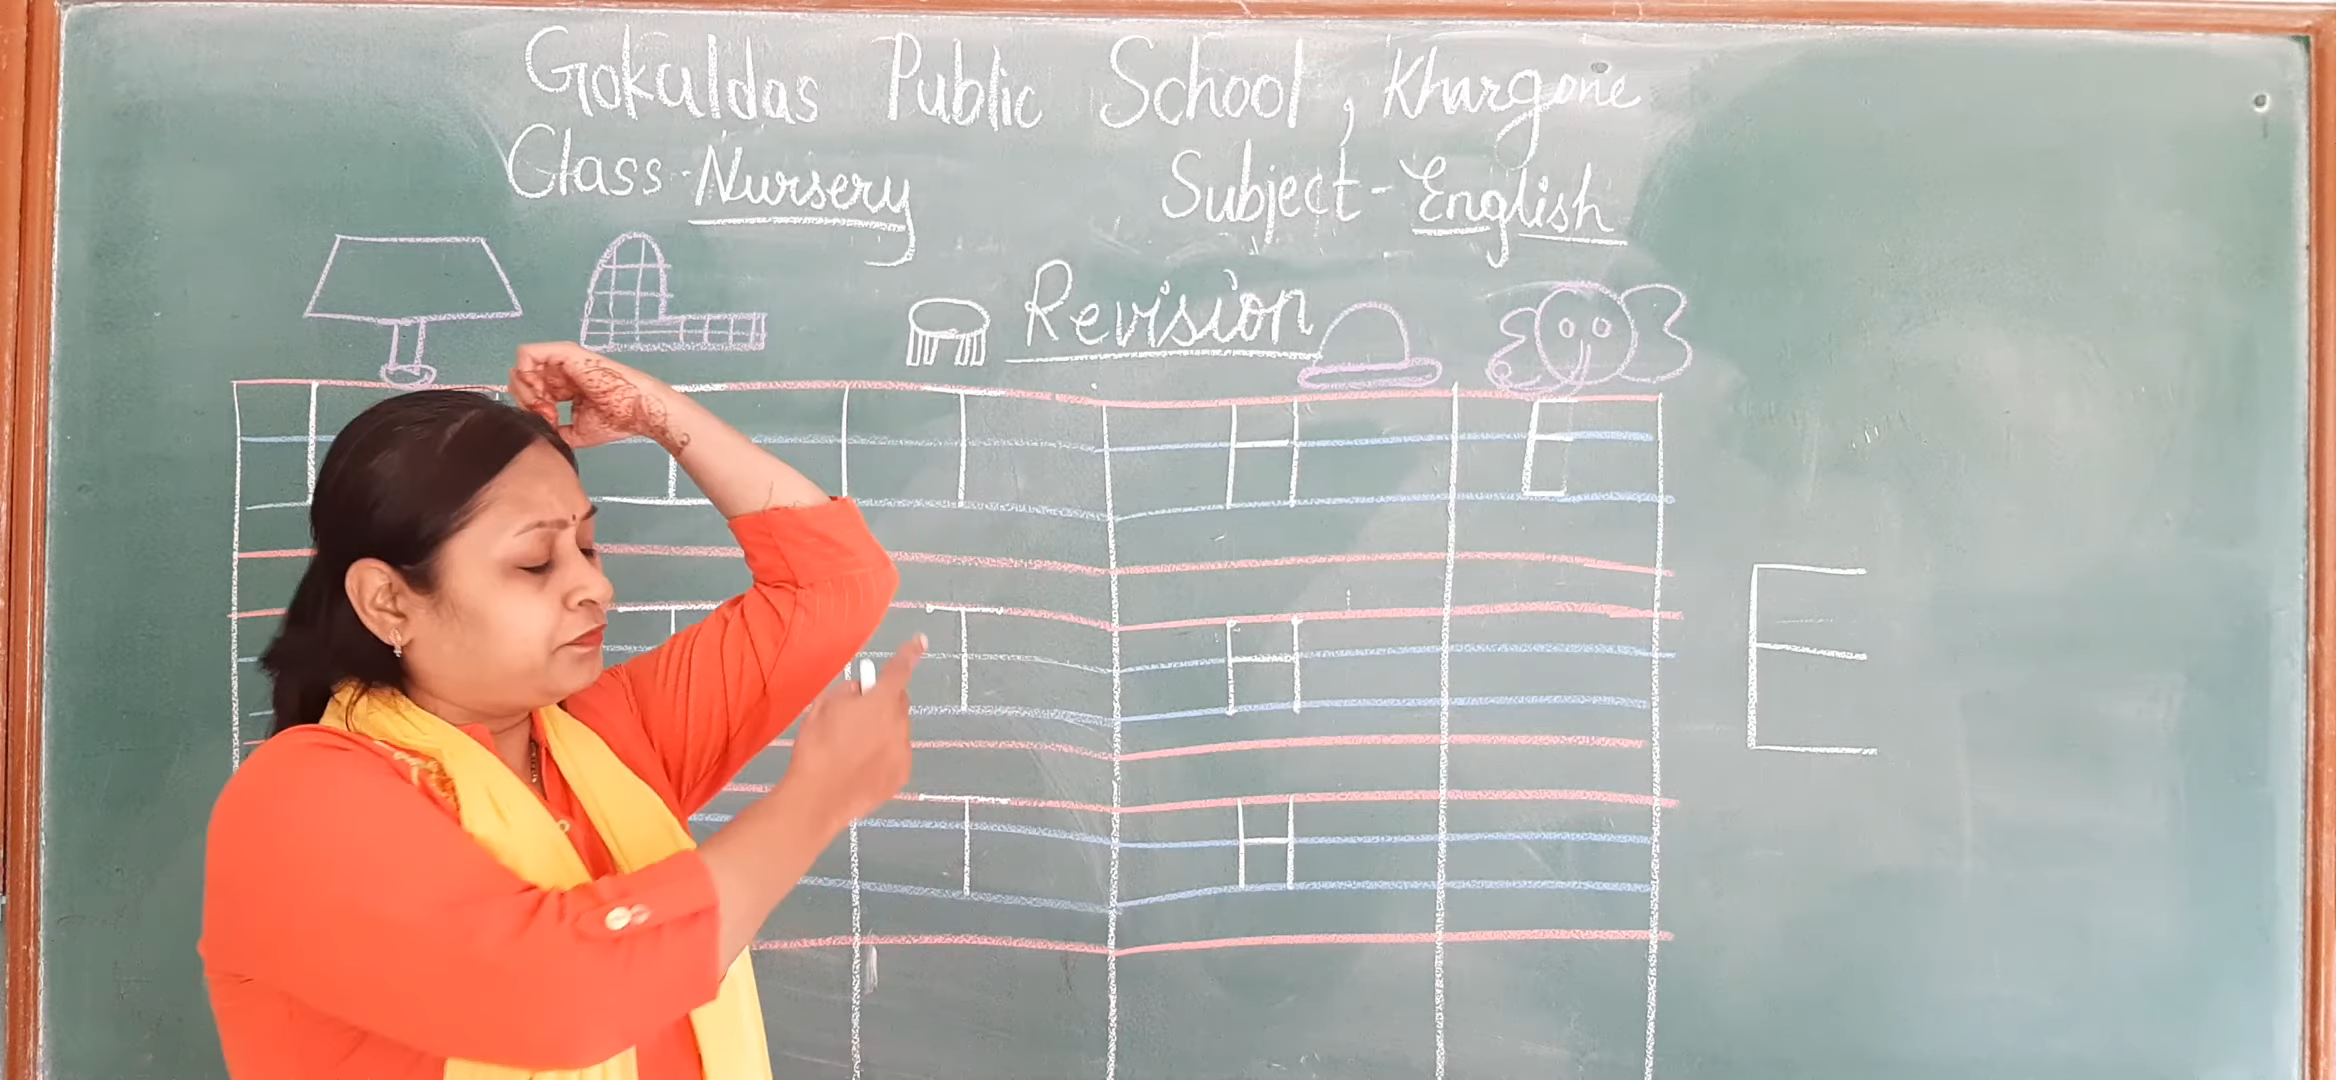 Gokuldas Public School, Khargone
Class-Nursery Subject-English
Revision
I T H E
I T H
E
T H